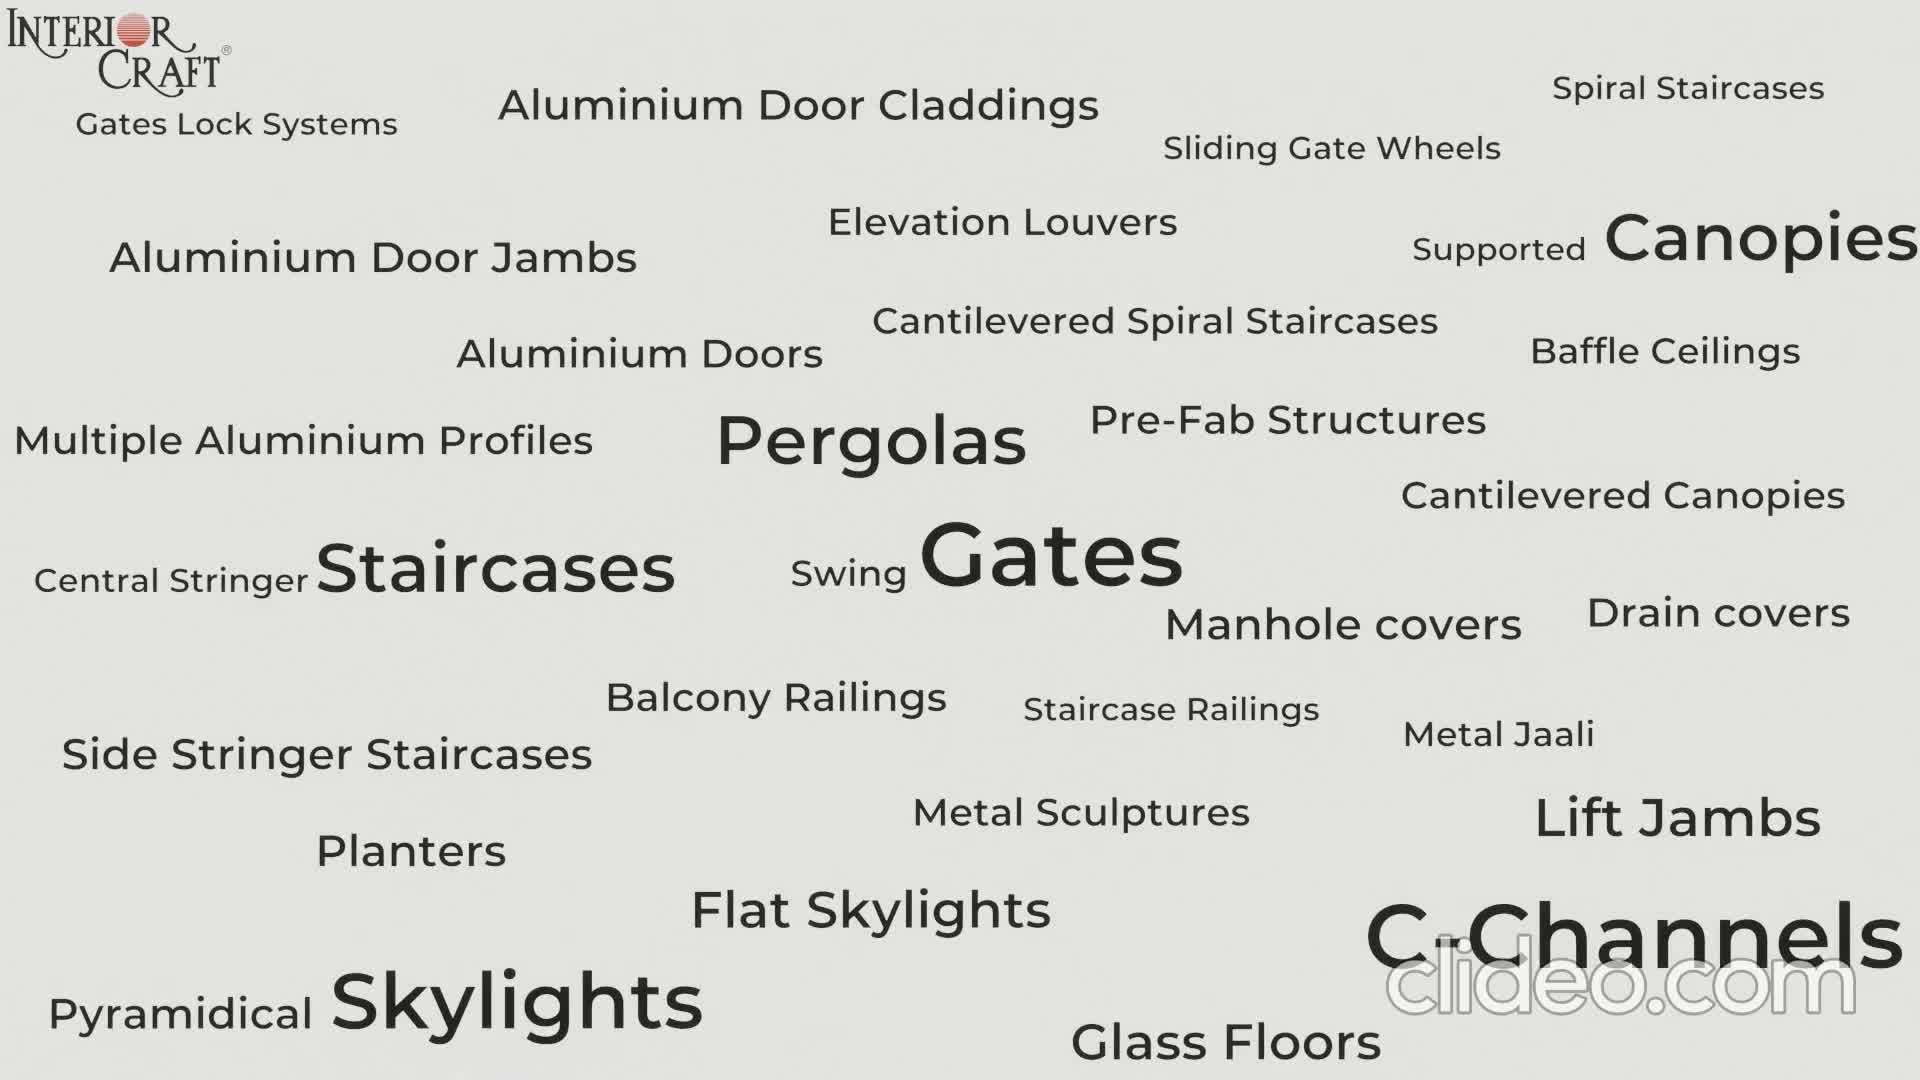 INTERIOR
CRAFT®
Gates Lock Systems
Aluminium Door Claddings
Spiral Staircases
Sliding Gate Wheels
Elevation Louvers
Supported Canopies
Aluminium Door Jambs
Cantilevered Spiral Staircases
Aluminium Doors
Baffle Ceilings
Multiple Aluminium Profiles
Pergolas
Pre-Fab Structures
Cantilevered Canopies
Central Stringer Staircases
Swing Gates
Manhole covers
Drain covers
Balcony Railings
Staircase Railings
Metal Jaali
Side Stringer Staircases
Metal Sculptures
Lift Jambs
Planters
Flat Skylights
C-Channels
clideo.com
Pyramidical Skylights
Glass Floors